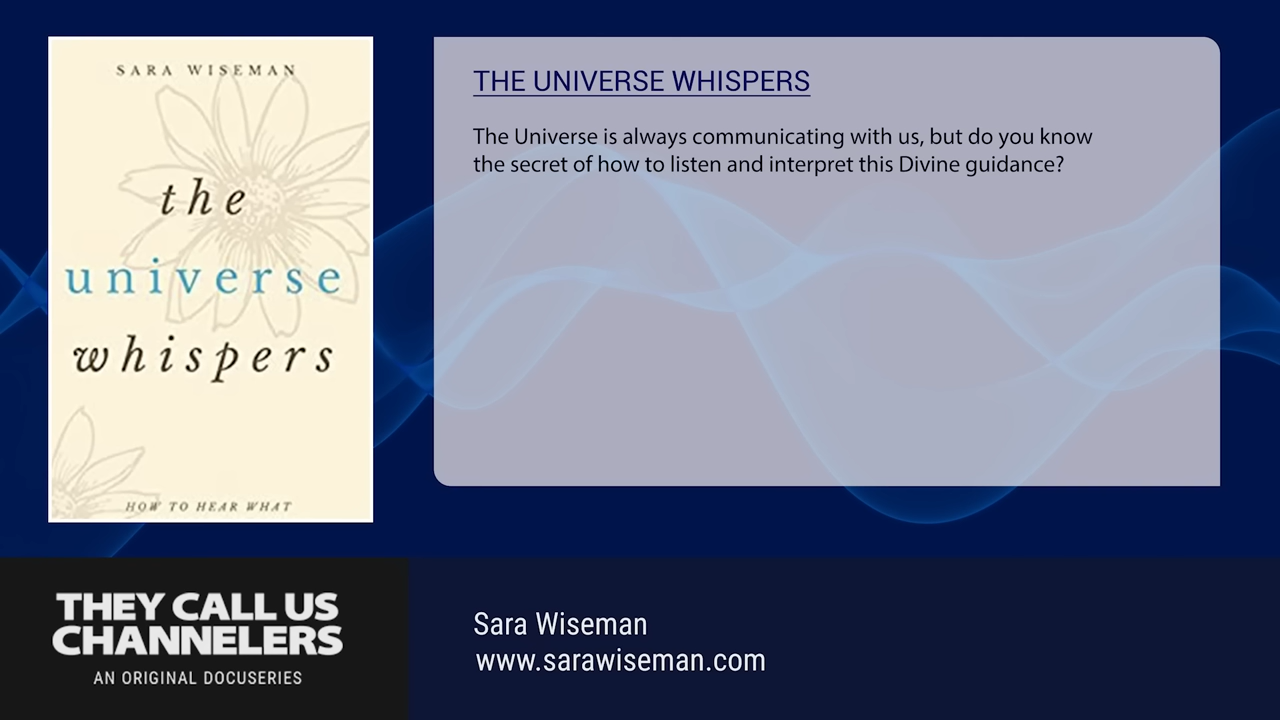 SARA WISEMAN
the
universe
whispers
HOW TO HEAR WHAT
THE UNIVERSE WHISPERS
The Universe is always communicating with us, but do you know
the secret of how to listen and interpret this Divine guidance?
THEY CALL US
CHANNELERS
AN ORIGINAL DOCUSERIES
Sara Wiseman
www.sarawiseman.com